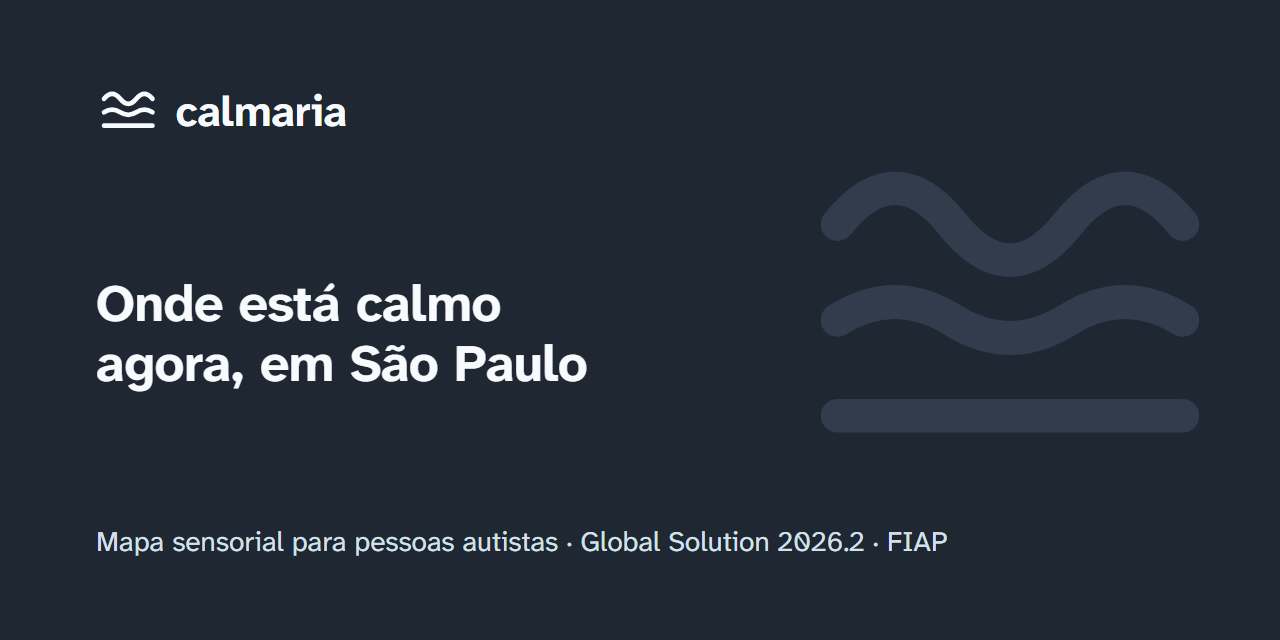 calmaria
Onde está calmo
agora, em São Paulo
Mapa sensorial para pessoas autistas · Global Solution 2026.2 · FIAP